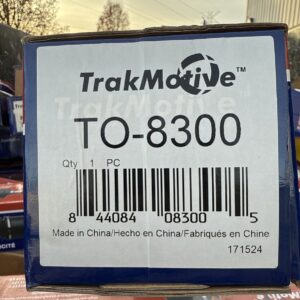 TrakMotive™
TrakMotive
TO-8300
Qty 1 PC
8 44084 08300 5
Made in China/Hecho en China/Fabriqués en Chine
171524